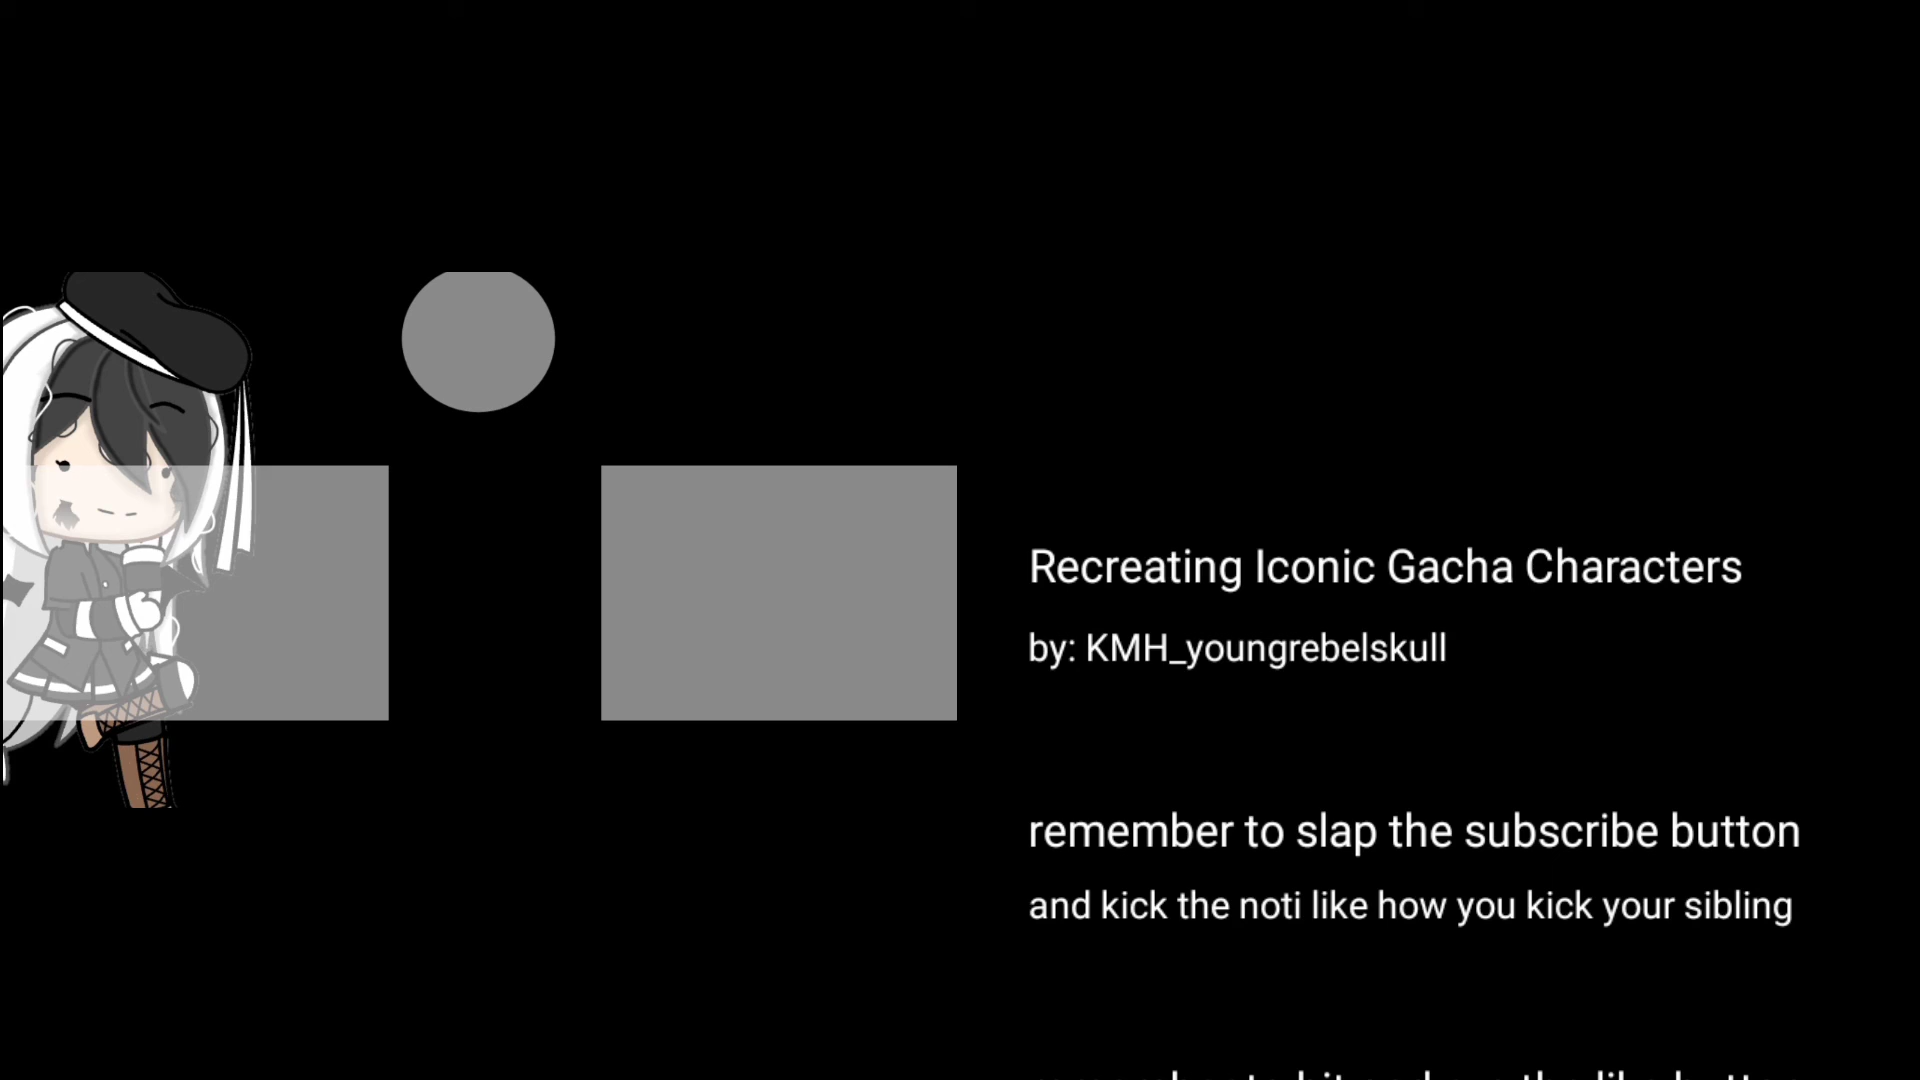 Recreating Iconic Gacha Characters
by: KMH_youngrebelskull
remember to slap the subscribe button
and kick the noti like how you kick your sibling